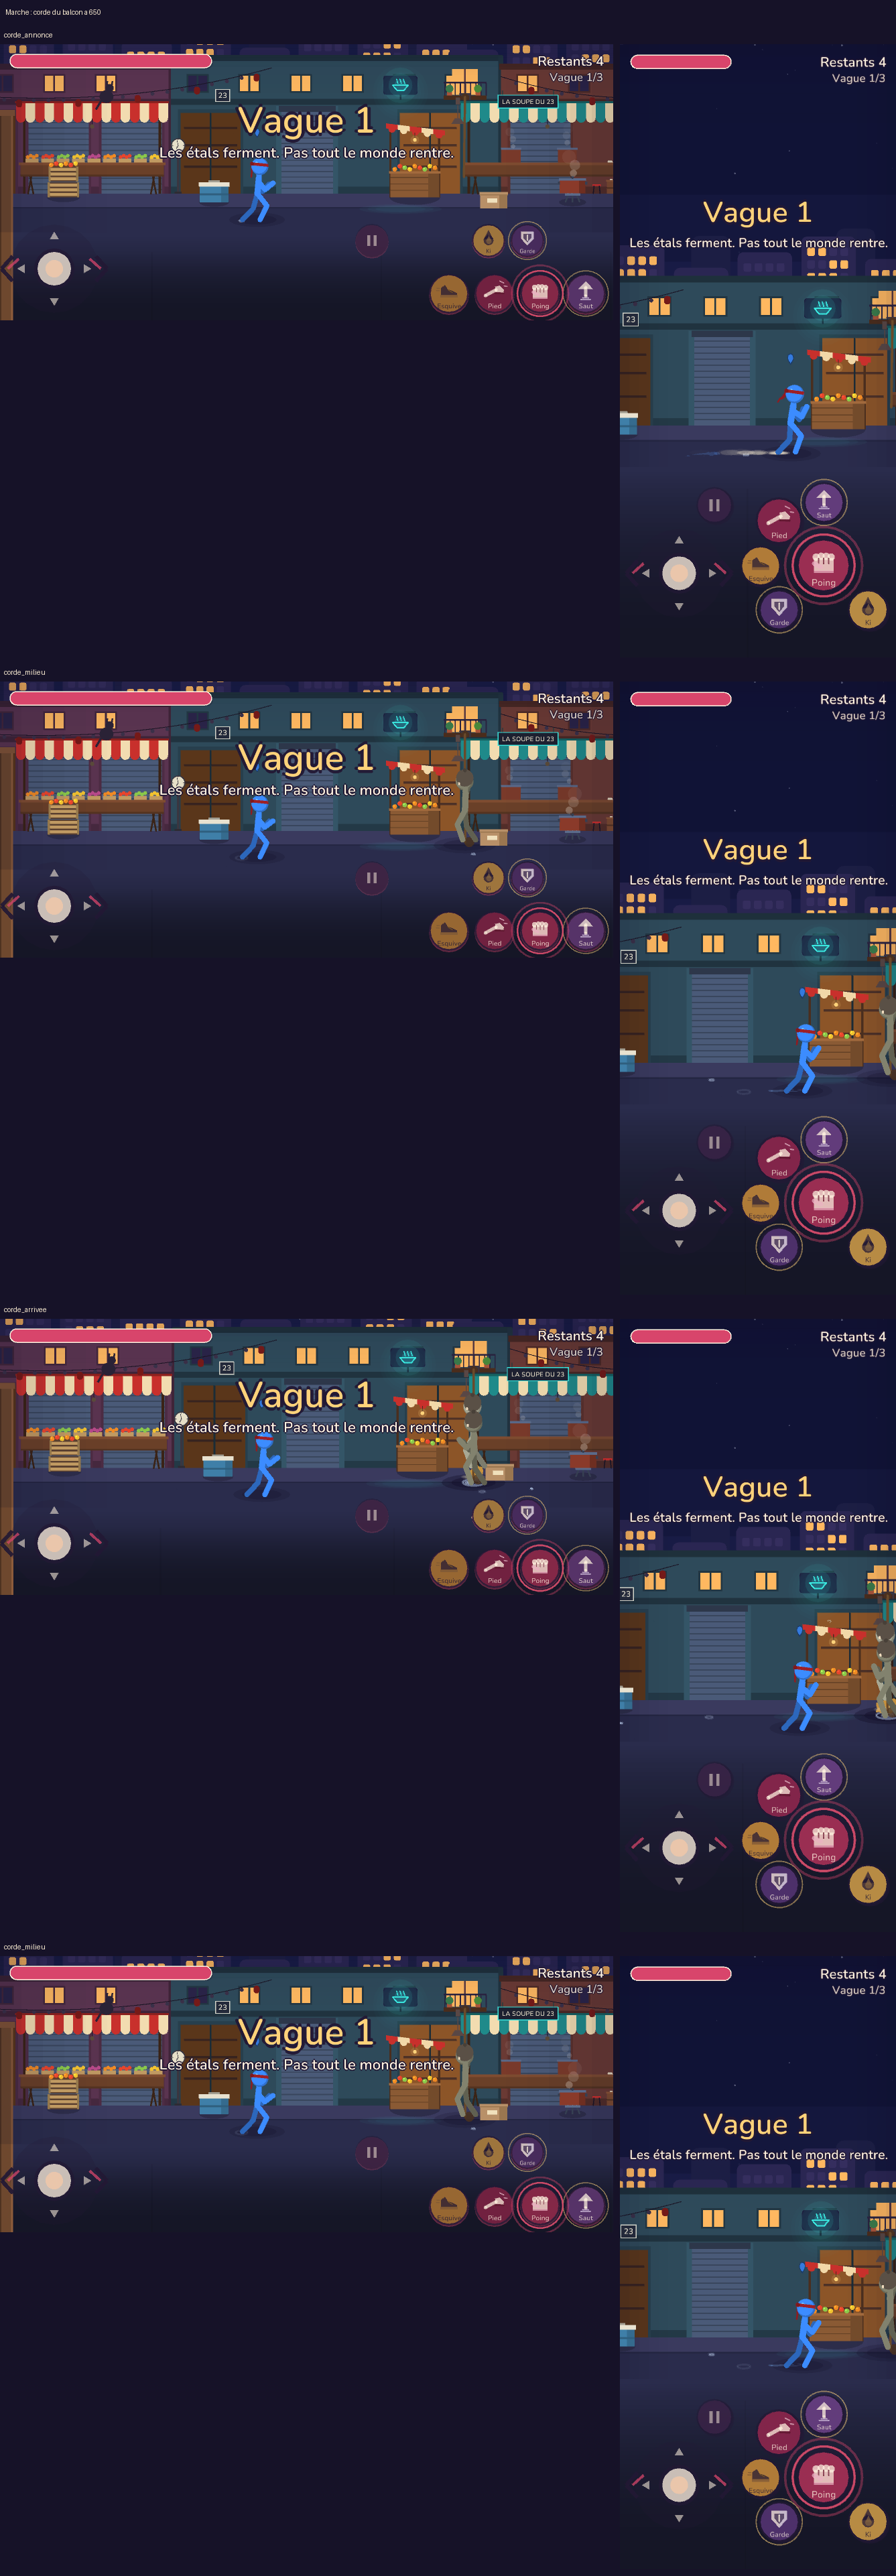 Marche : corde du balcon a 650
corde_annonce
Restants 4
Vague 1/3
23
LA SOUPE DU 23
Vague 1
Les étals ferment. Pas tout le monde rentre.
Ki
Garde
Esquive
Pied
Poing
Saut
Restants 4
Vague 1/3
Vague 1
Les étals ferment. Pas tout le monde rentre.
23
Saut
Pied
Esquive
Poing
Garde
Ki
corde_milieu
Restants 4
Vague 1/3
23
LA SOUPE DU 23
Vague 1
Les étals ferment. Pas tout le monde rentre.
Ki
Garde
Esquive
Pied
Poing
Saut
Restants 4
Vague 1/3
Vague 1
Les étals ferment. Pas tout le monde rentre.
23
Saut
Pied
Esquive
Poing
Garde
Ki
corde_arrivee
Restants 4
Vague 1/3
23
LA SOUPE DU 23
Vague 1
Les étals ferment. Pas tout le monde rentre.
Ki
Garde
Esquive
Pied
Poing
Saut
Restants 4
Vague 1/3
Vague 1
Les étals ferment. Pas tout le monde rentre.
23
Saut
Pied
Esquive
Poing
Garde
Ki
corde_milieu
Restants 4
Vague 1/3
23
LA SOUPE DU 23
Vague 1
Les étals ferment. Pas tout le monde rentre.
Ki
Garde
Esquive
Pied
Poing
Saut
Restants 4
Vague 1/3
Vague 1
Les étals ferment. Pas tout le monde rentre.
23
Saut
Pied
Esquive
Poing
Garde
Ki